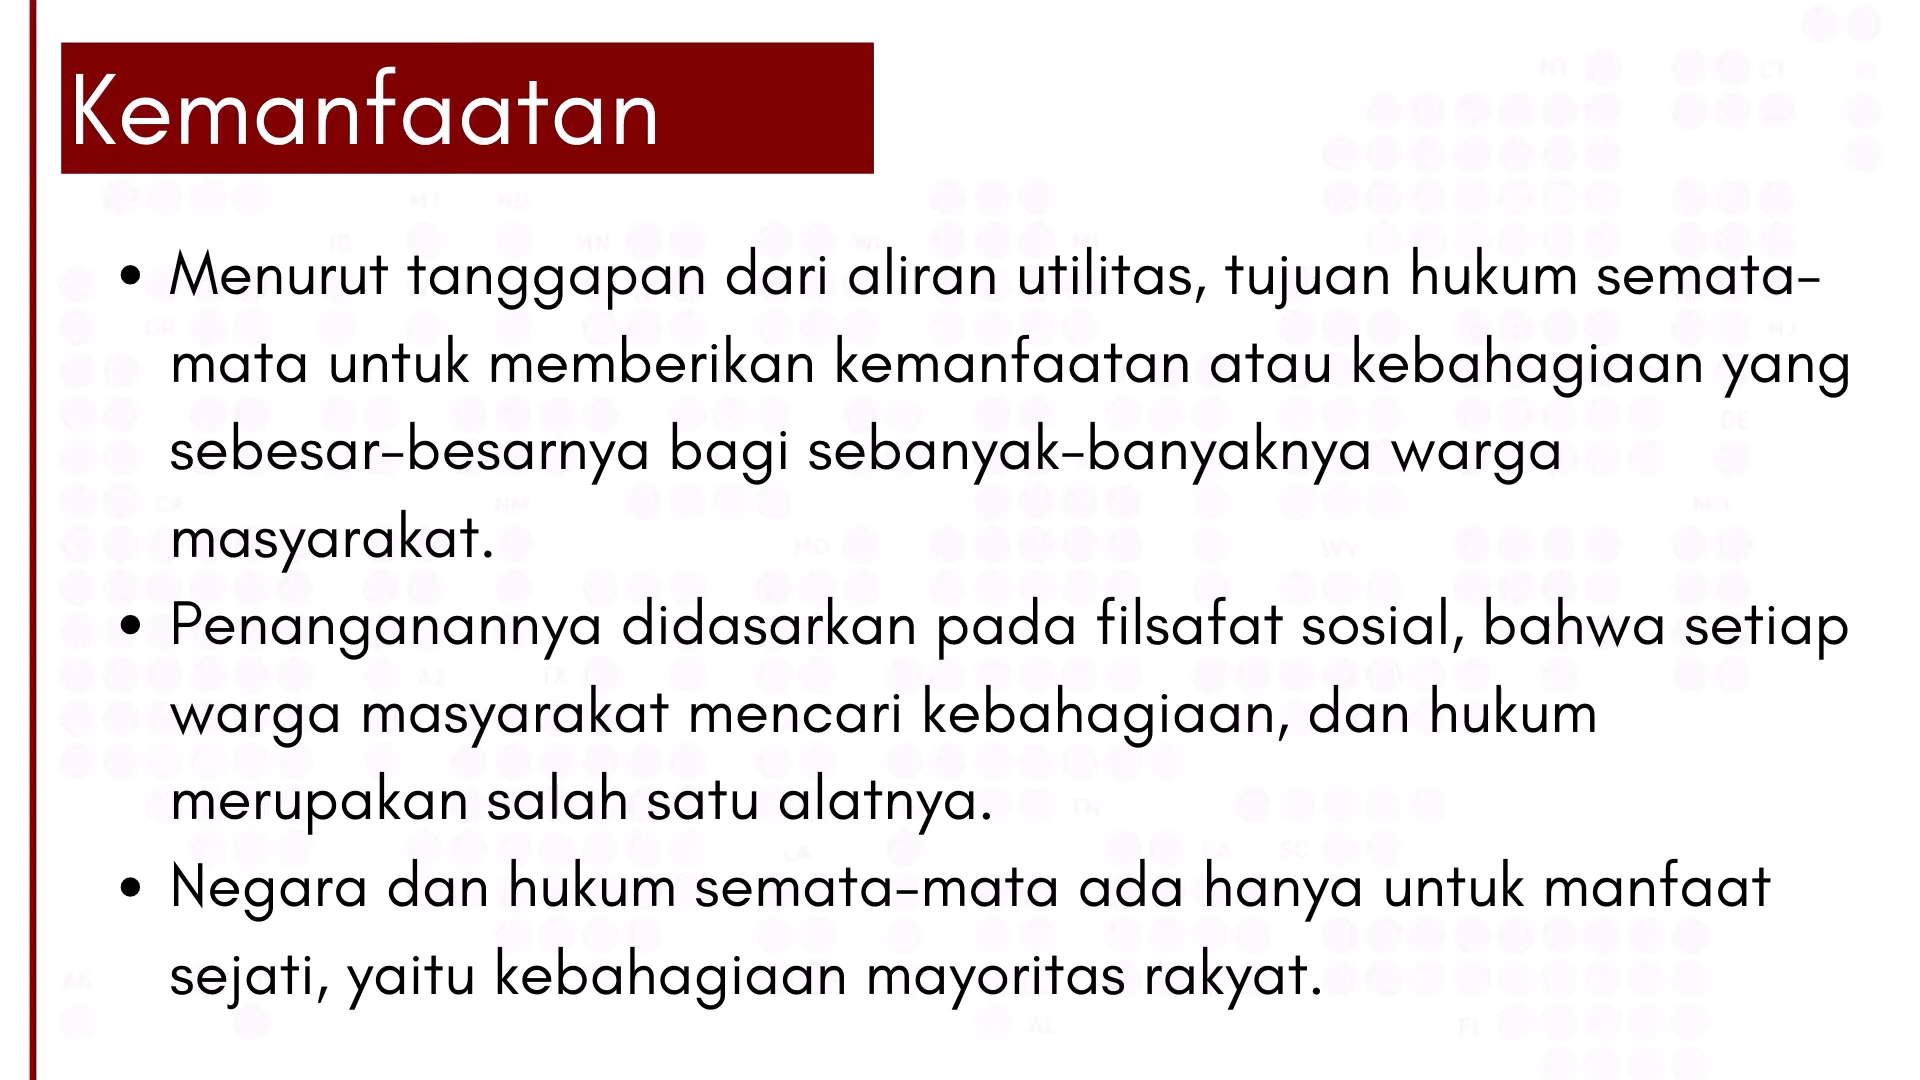 Kemanfaatan
• Menurut tanggapan dari aliran utilitas, tujuan hukum semata-
mata untuk memberikan kemanfaatan atau kebahagiaan yang
sebesar-besarnya bagi sebanyak-banyaknya warga
masyarakat.
• Penanganannya didasarkan pada filsafat sosial, bahwa setiap
warga masyarakat mencari kebahagiaan, dan hukum
merupakan salah satu alatnya.
• Negara dan hukum semata-mata ada hanya untuk manfaat
sejati, yaitu kebahagiaan mayoritas rakyat.